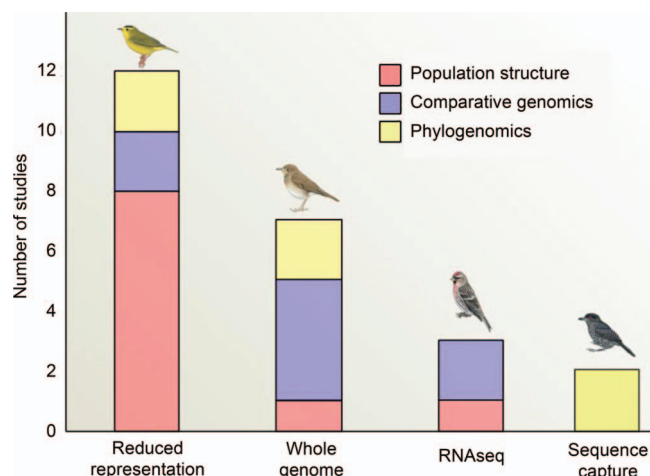 Population structure
Comparative genomics
Phylogenomics
Number of studies
12
10
8
6
4
2
0
Reduced
representation
Whole
genome
RNAseq
Sequence
capture